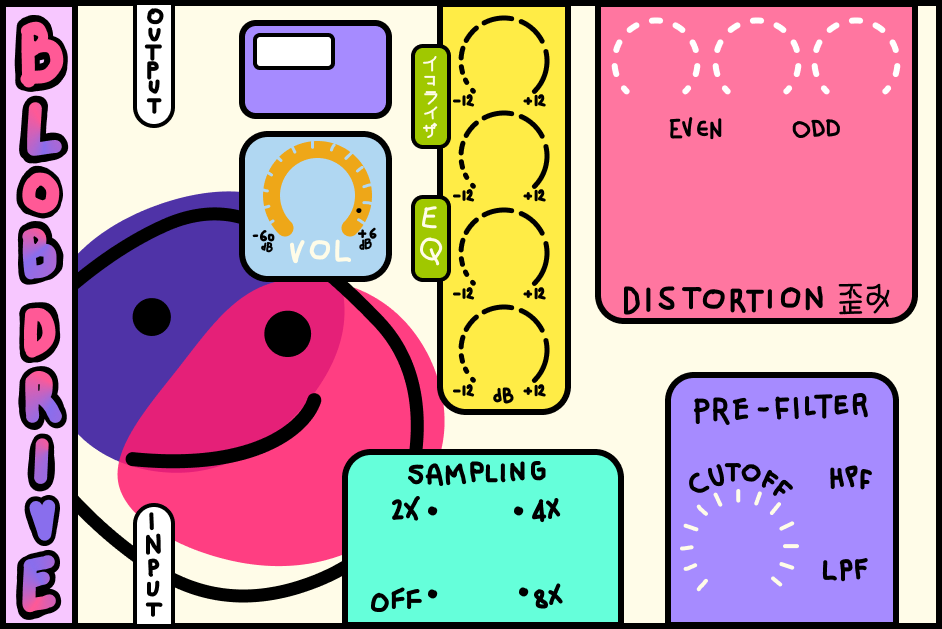 BLOB DRIVE
OUTPUT
INPUT
-60 dB
+6 dB
VOL
イコライザ
EQ
-12 +12
-12 +12
-12 +12
-12 dB +12
EVEN ODD
DISTORTION 歪み
SAMPLING
2X 4X
OFF 8X
PRE-FILTER
CUTOFF
HPF
LPF